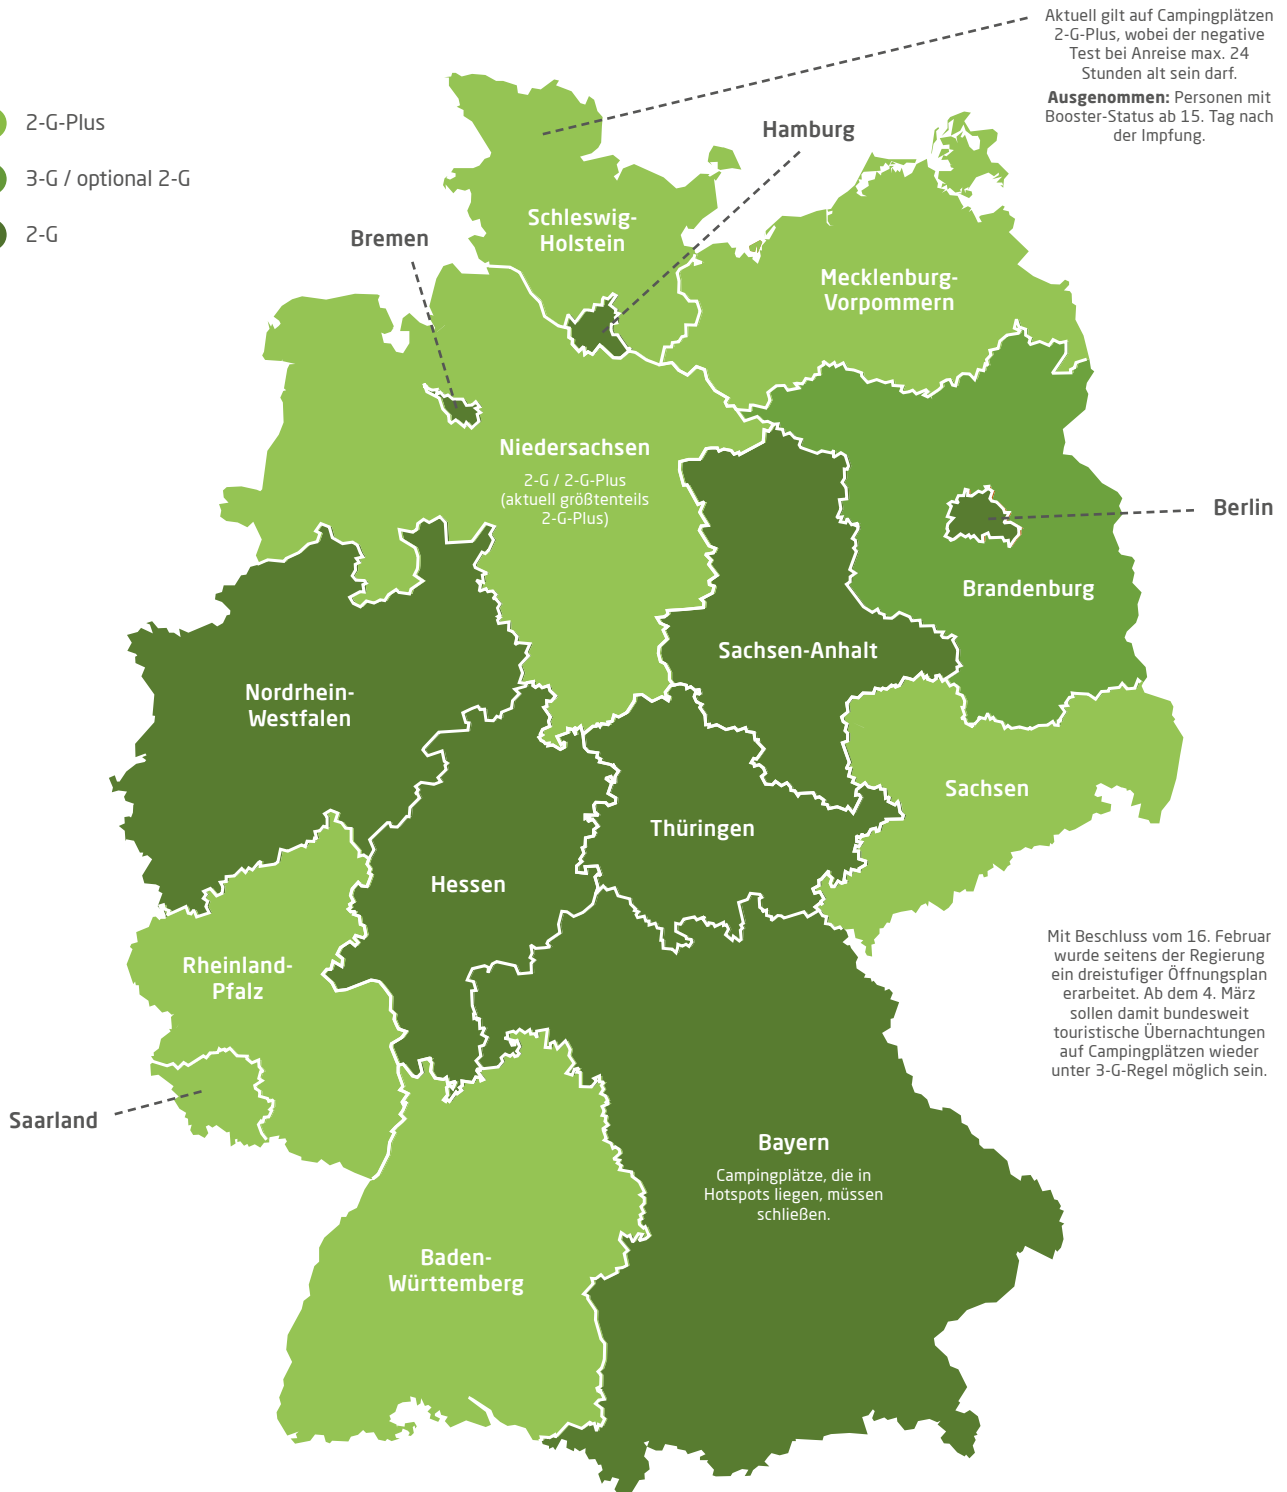 Aktuell gilt auf Campingplätzen
2-G-Plus, wobei der negative
Test bei Anreise max. 24
Stunden alt sein darf.
Ausgenommen: Personen mit
Booster-Status ab 15. Tag nach
der Impfung.
2-G-Plus
3-G / optional 2-G
2-G
Hamburg
Bremen
Schleswig-
Holstein
Mecklenburg-
Vorpommern
Niedersachsen
2-G / 2-G-Plus
(aktuell größtenteils
2-G-Plus)
Berlin
Brandenburg
Sachsen-Anhalt
Nordrhein-
Westfalen
Sachsen
Thüringen
Hessen
Rheinland-
Pfalz
Mit Beschluss vom 16. Februar
wurde seitens der Regierung
ein dreistufiger Öffnungsplan
erarbeitet. Ab dem 4. März
sollen damit bundesweit
touristische Übernachtungen
auf Campingplätzen wieder
unter 3-G-Regel möglich sein.
Saarland
Bayern
Campingplätze, die in
Hotspots liegen, müssen
schließen.
Baden-
Württemberg